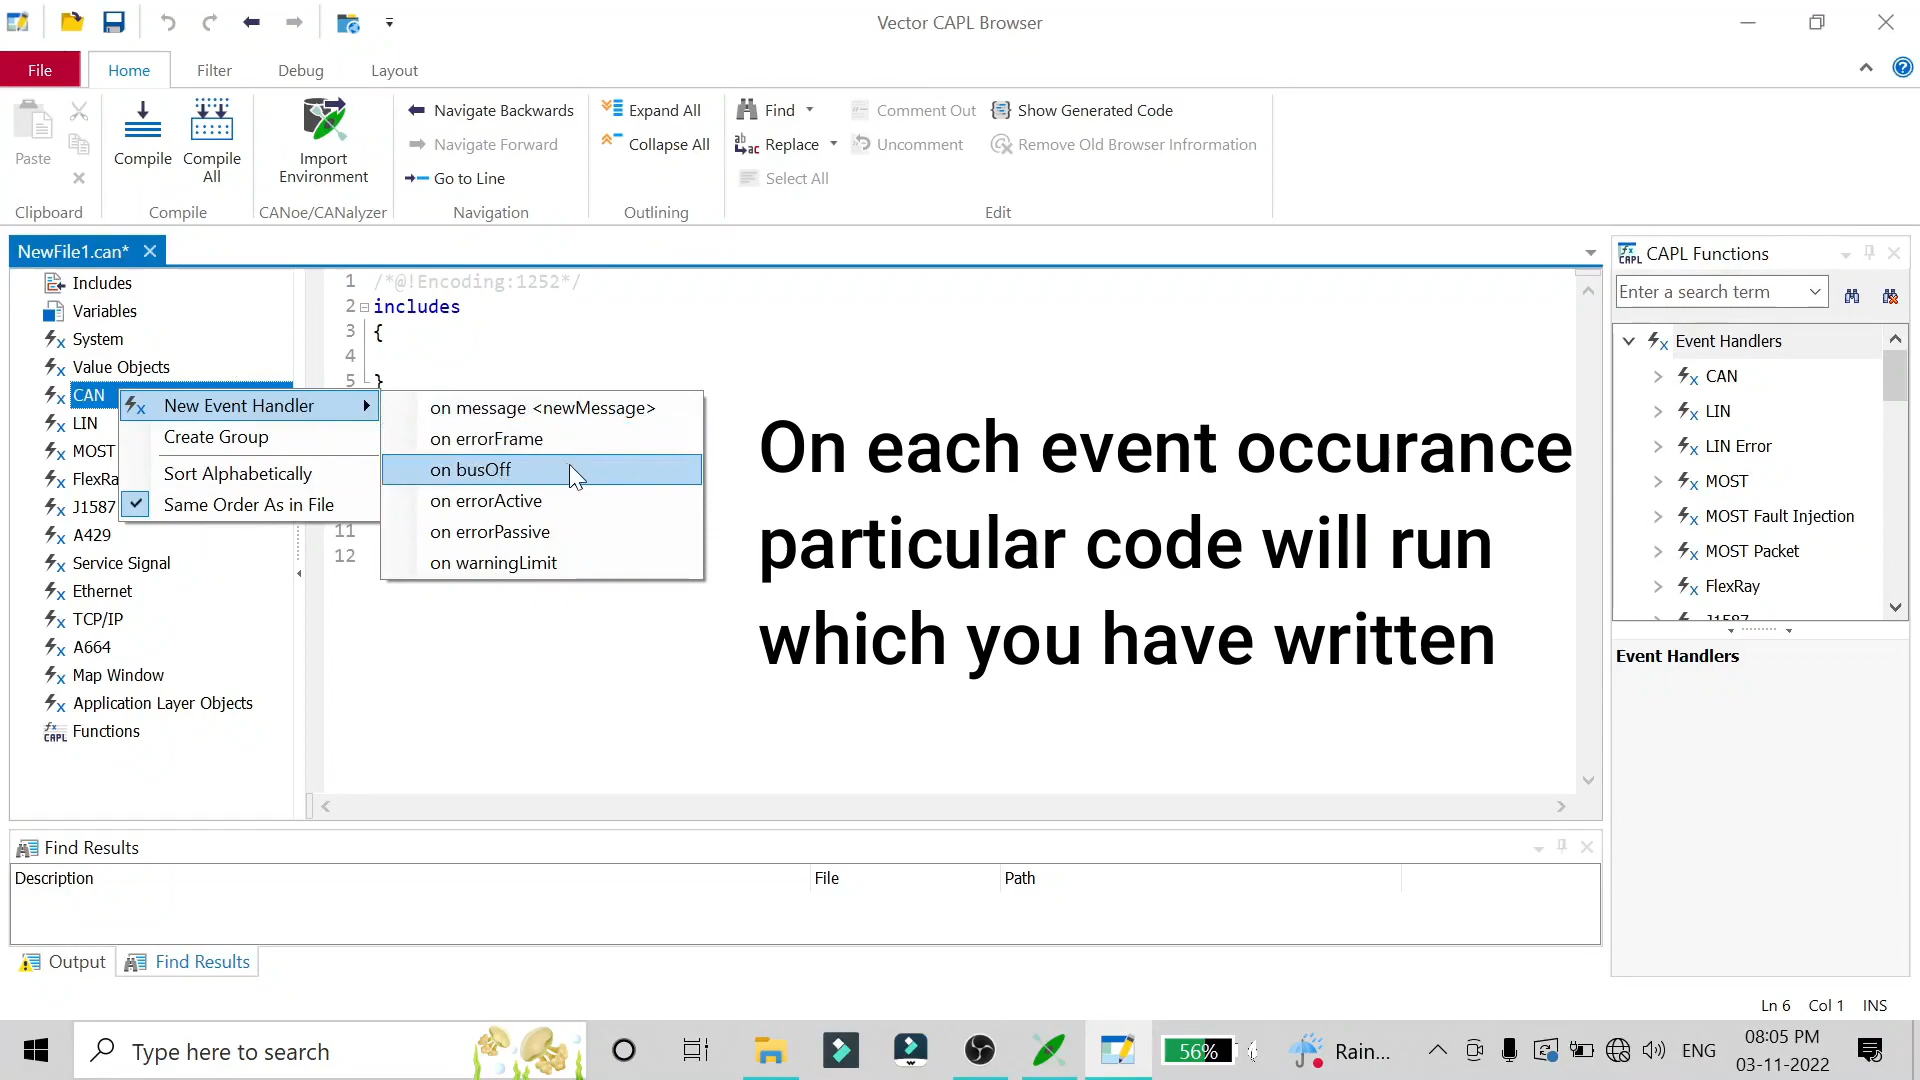 Vector CAPL Browser
File
Home
Filter
Debug
Layout
Paste
Clipboard
Compile
Compile
All
Compile
Import
Environment
CANoe/CANalyzer
Navigate Backwards
Navigate Forward
Go to Line
Navigation
Expand All
Collapse All
Outlining
Find
Replace
Select All
Comment Out
Uncomment
Show Generated Code
Remove Old Browser Infromation
Edit
NewFile1.can*
Includes
Variables
System
Value Objects
CAN
LIN
MOST
FlexRa
J1587
A429
Service Signal
Ethernet
TCP/IP
A664
Map Window
Application Layer Objects
Functions
New Event Handler
Create Group
Sort Alphabetically
Same Order As in File
on message <newMessage>
on errorFrame
on busOff
on errorActive
on errorPassive
on warningLimit
1 /*@!Encoding:1252*/
2 includes
3 {
4
5 }
11
12
On each event occurance
particular code will run
which you have written
CAPL Functions
Enter a search term
Event Handlers
CAN
LIN
LIN Error
MOST
MOST Fault Injection
MOST Packet
FlexRay
J1587
Event Handlers
Find Results
Description
File
Path
Output
Find Results
Ln 6
Col 1
INS
Type here to search
56%
Rain...
ENG
08:05 PM
03-11-2022